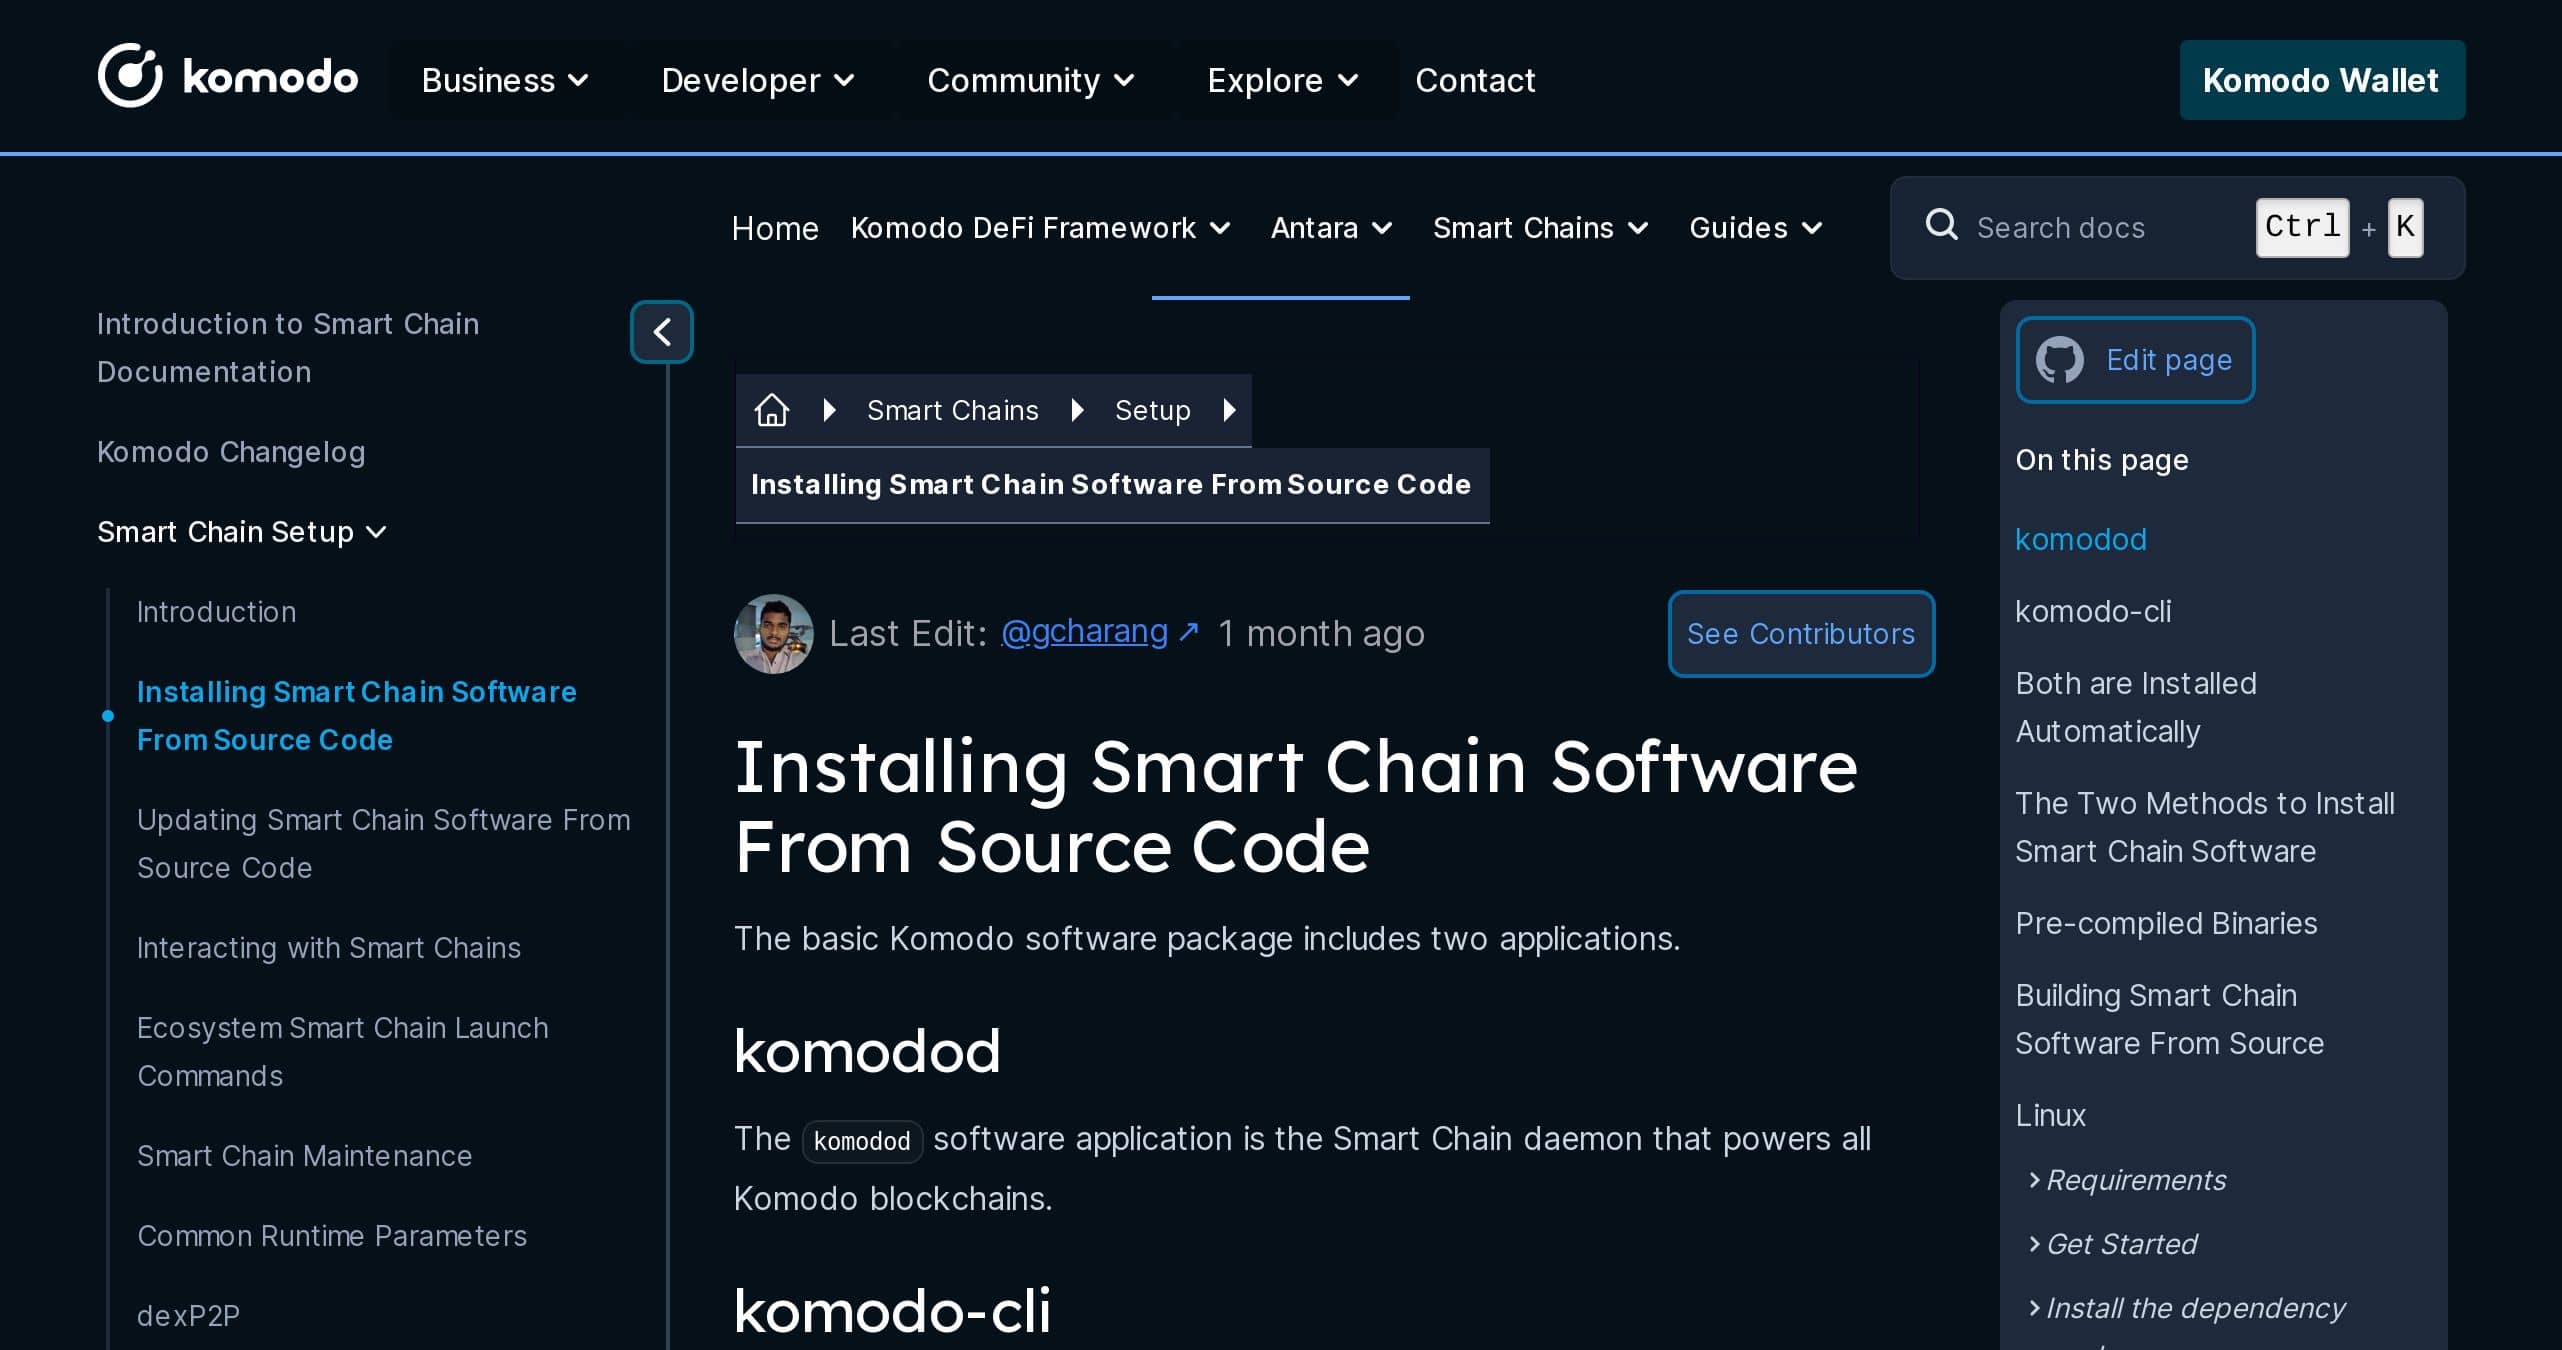 komodo
Business
Developer
Community
Explore
Contact
Komodo Wallet
Home
Komodo DeFi Framework
Antara
Smart Chains
Guides
Search docs
Ctrl + K
Introduction to Smart Chain
Documentation
Komodo Changelog
Smart Chain Setup
Introduction
Installing Smart Chain Software
From Source Code
Updating Smart Chain Software From
Source Code
Interacting with Smart Chains
Ecosystem Smart Chain Launch
Commands
Smart Chain Maintenance
Common Runtime Parameters
dexP2P
Smart Chains
Setup
Installing Smart Chain Software From Source Code
Last Edit: @gcharang ↗ 1 month ago
See Contributors
Installing Smart Chain Software
From Source Code
The basic Komodo software package includes two applications.
komodod
The komodod software application is the Smart Chain daemon that powers all
Komodo blockchains.
komodo-cli
Edit page
On this page
komodod
komodo-cli
Both are Installed
Automatically
The Two Methods to Install
Smart Chain Software
Pre-compiled Binaries
Building Smart Chain
Software From Source
Linux
Requirements
Get Started
Install the dependency